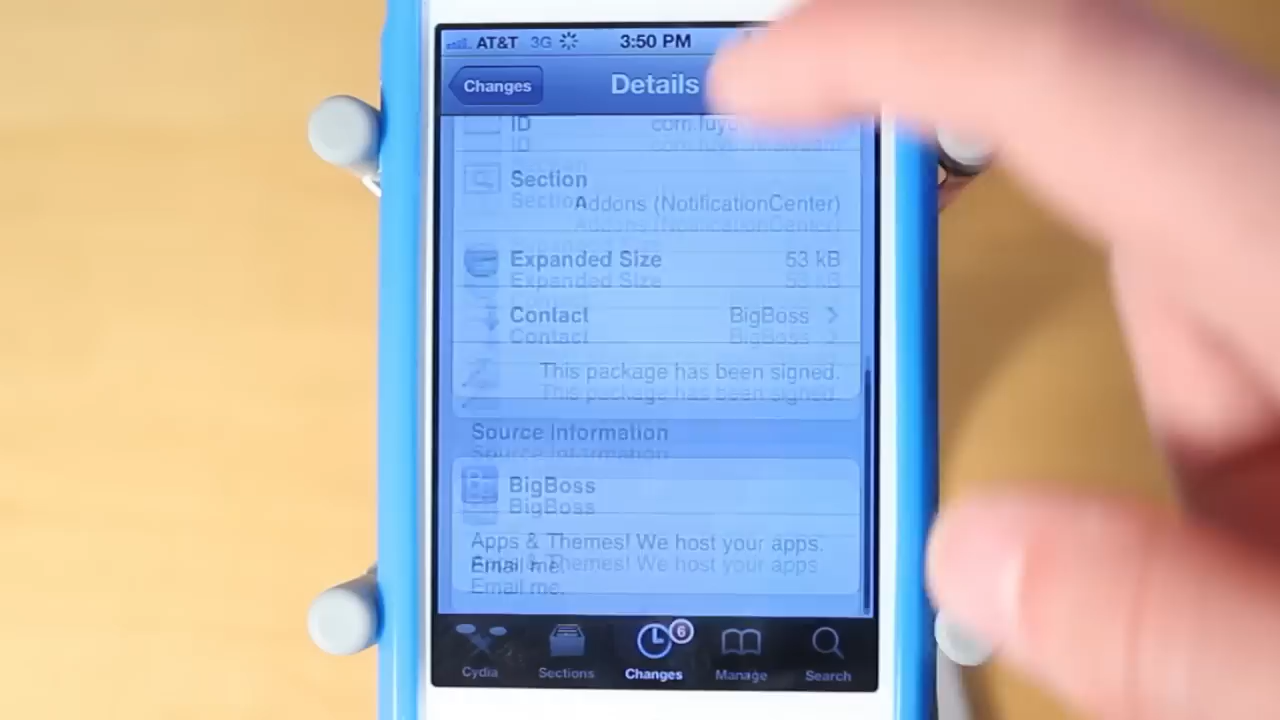 AT&T 3G 3:50 PM
Changes Details
ID
Section
Addons (NotificationCenter)
Expanded Size 53 kB
Contact BigBoss
This package has been signed.
Source Information
BigBoss
Apps & Themes! We host your apps.
Email me.
6
Cydia Sections Changes Manage Search